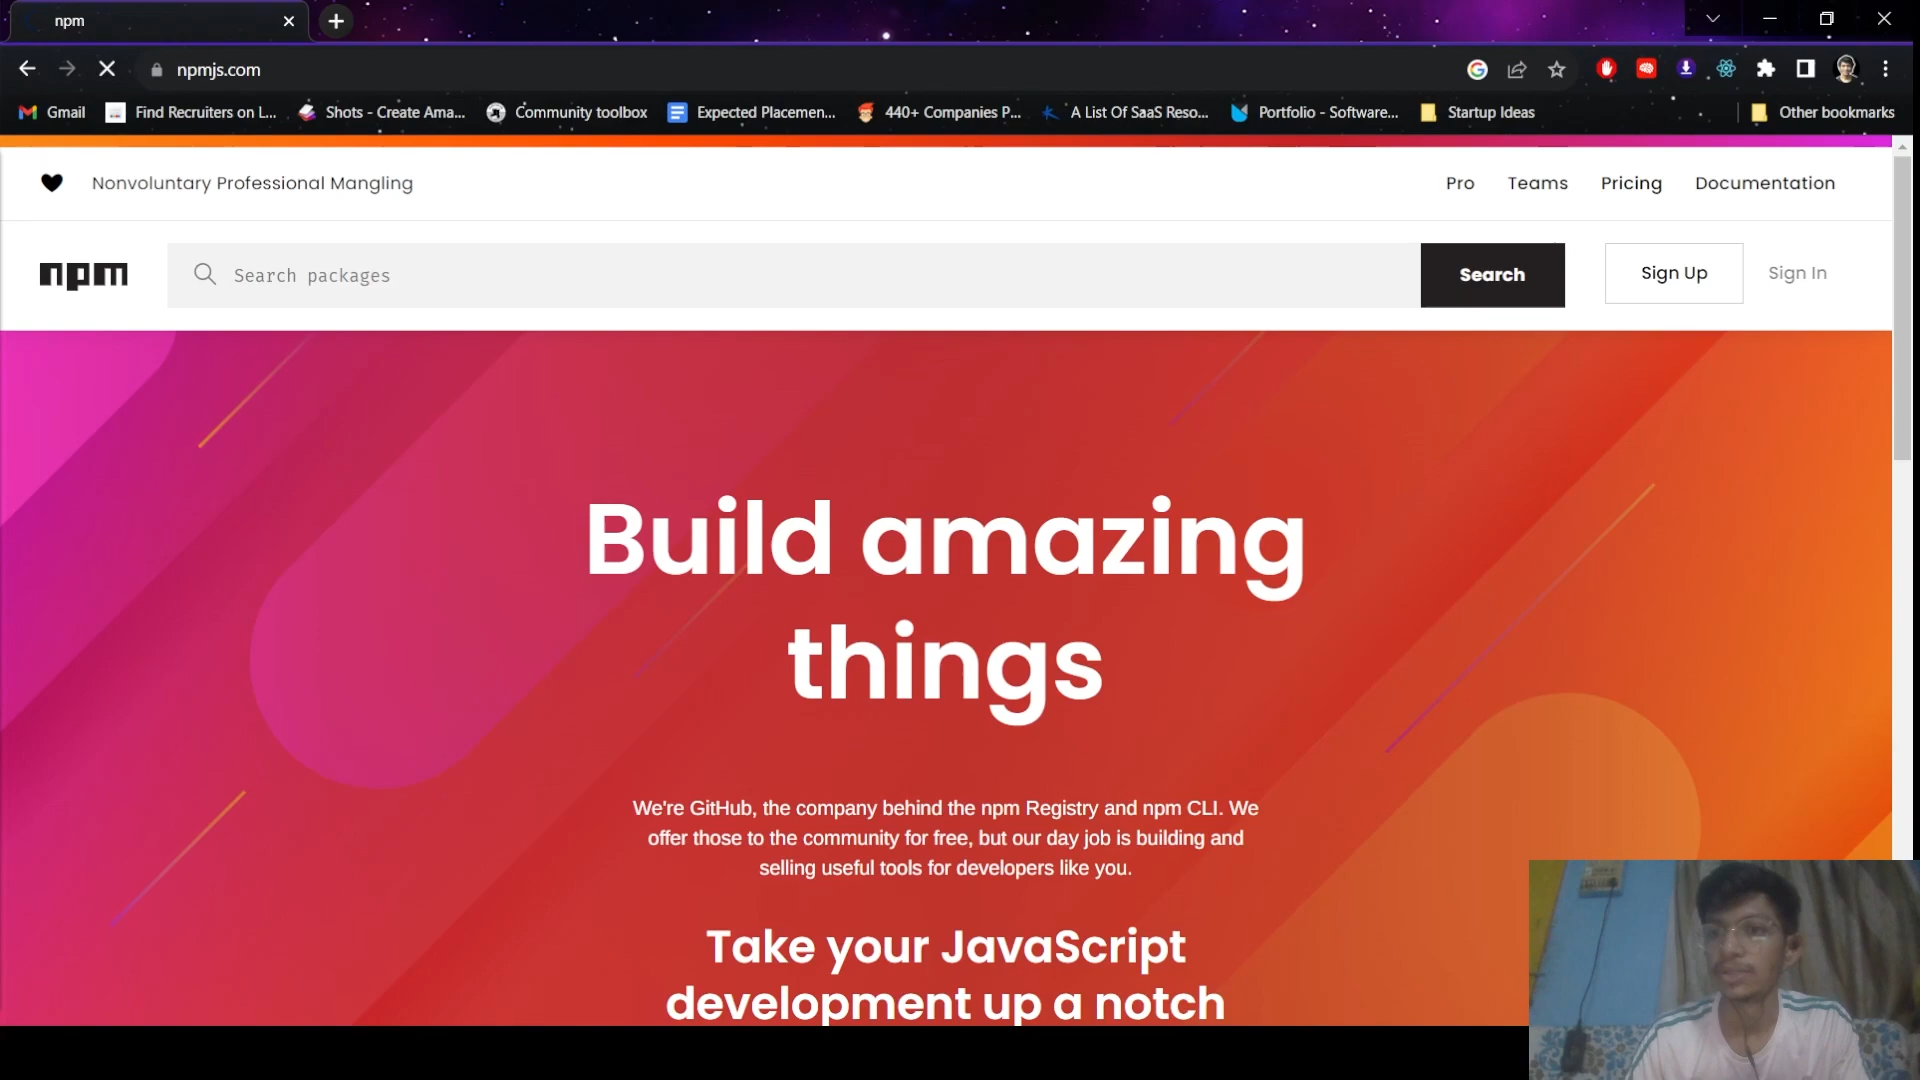 npm
npmjs.com
Gmail
Find Recruiters on L...
Shots - Create Ama...
Community toolbox
Expected Placemen...
440+ Companies P...
A List Of SaaS Reso...
Portfolio - Software...
Startup Ideas
Other bookmarks
Nonvoluntary Professional Mangling
Pro
Teams
Pricing
Documentation
npm
Search packages
Search
Sign Up
Sign In
Build amazing
things
We're GitHub, the company behind the npm Registry and npm CLI. We
offer those to the community for free, but our day job is building and
selling useful tools for developers like you.
Take your JavaScript
development up a notch